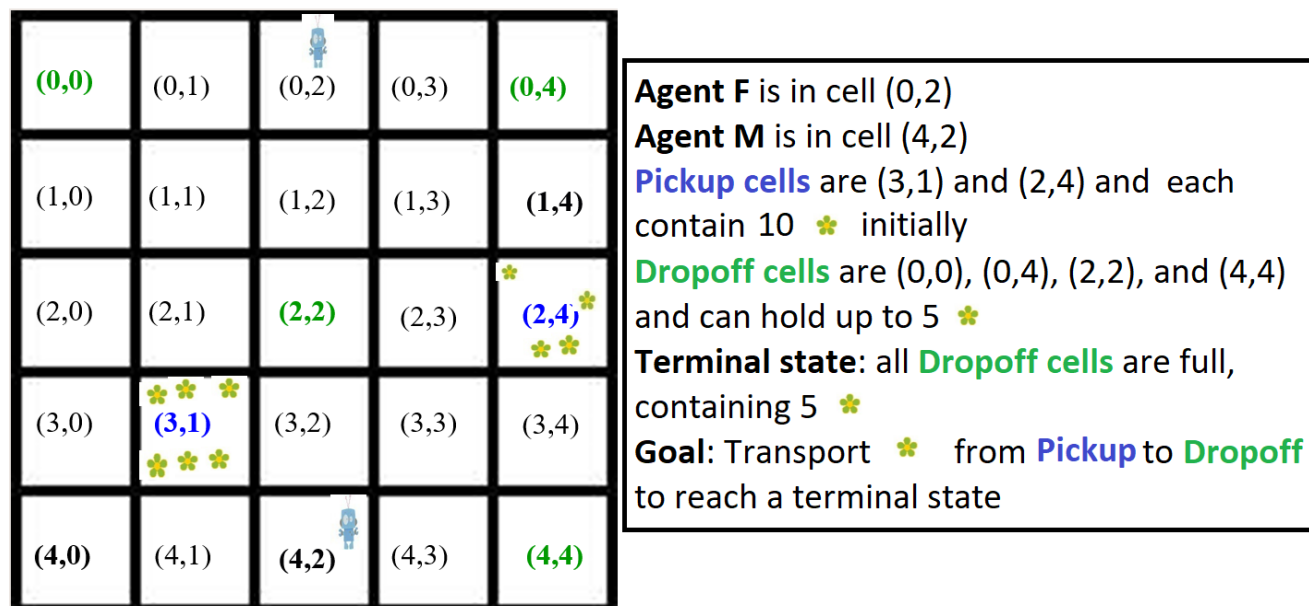 (0,0) (0,1) (0,2) (0,3) (0,4)
(1,0) (1,1) (1,2) (1,3) (1,4)
(2,0) (2,1) (2,2) (2,3) (2,4)
(3,0) (3,1) (3,2) (3,3) (3,4)
(4,0) (4,1) (4,2) (4,3) (4,4)
Agent F is in cell (0,2)
Agent M is in cell (4,2)
Pickup cells are (3,1) and (2,4) and each
contain 10 initially
Dropoff cells are (0,0), (0,4), (2,2), and (4,4)
and can hold up to 5
Terminal state: all Dropoff cells are full,
containing 5
Goal: Transport from Pickup to Dropoff
to reach a terminal state